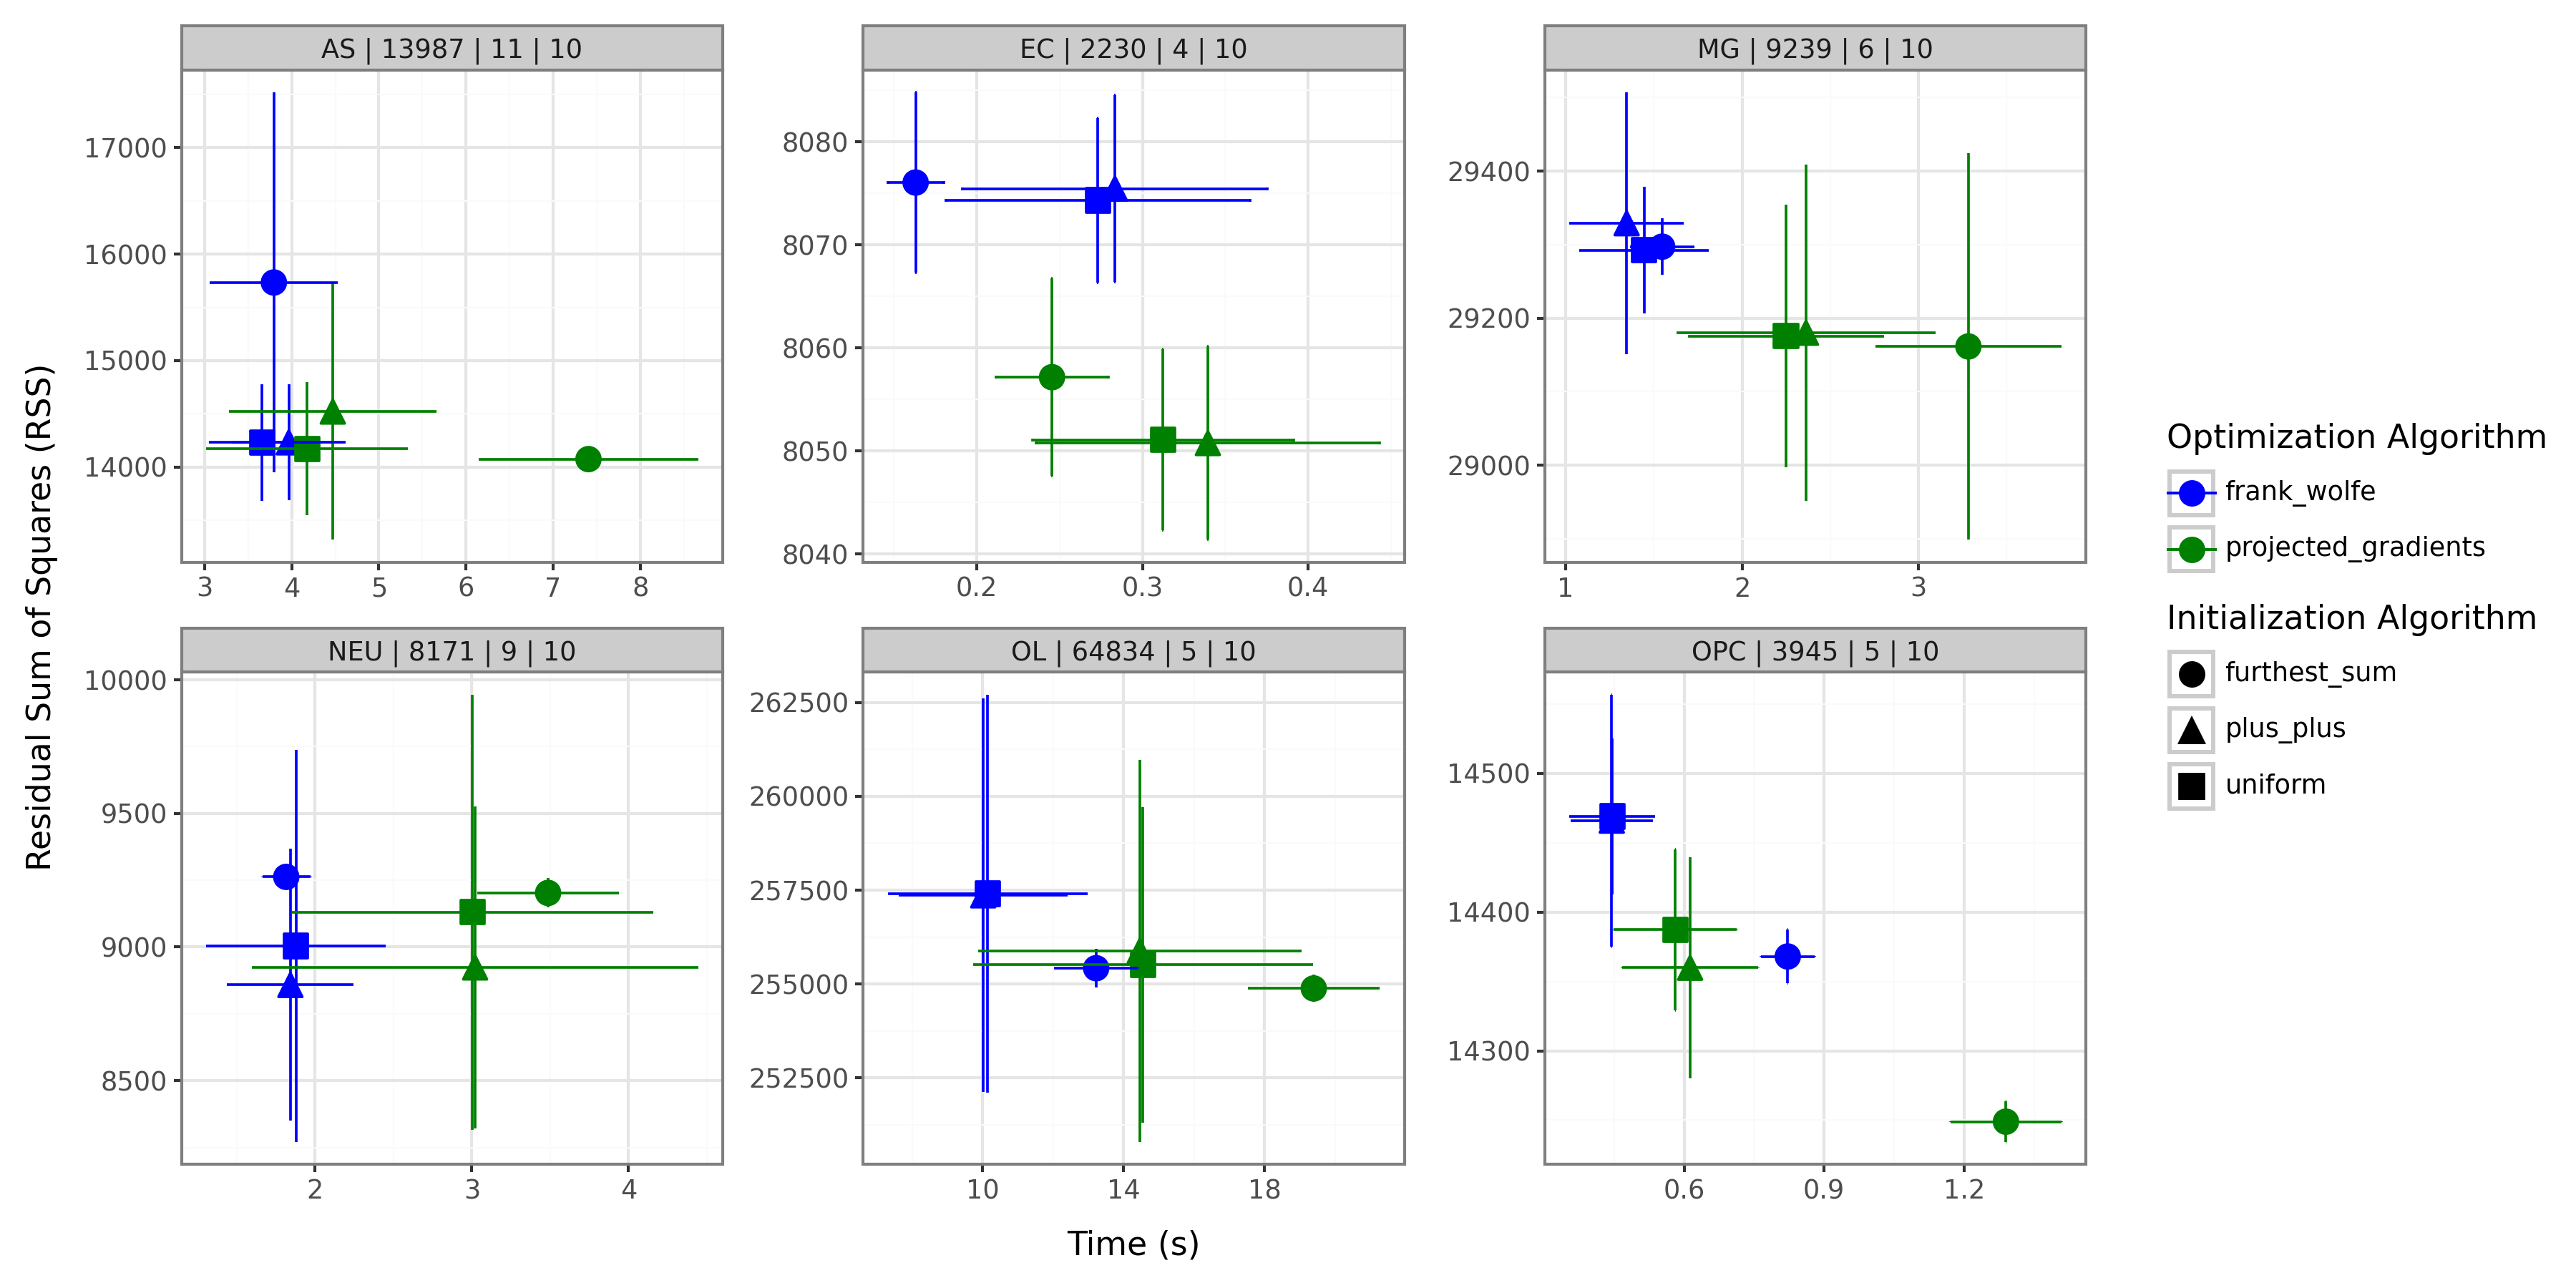 AS | 13987 | 11 | 10
EC | 2230 | 4 | 10
MG | 9239 | 6 | 10
17000
16000
15000
14000
3 4 5 6 7 8
8080
8070
8060
8050
8040
0.2 0.3 0.4
29400
29200
29000
1 2 3
NEU | 8171 | 9 | 10
OL | 64834 | 5 | 10
OPC | 3945 | 5 | 10
10000
9500
9000
8500
2 3 4
262500
260000
257500
255000
252500
10 14 18
14500
14400
14300
0.6 0.9 1.2
Residual Sum of Squares (RSS)
Time (s)
Optimization Algorithm
frank_wolfe
projected_gradients
Initialization Algorithm
furthest_sum
plus_plus
uniform